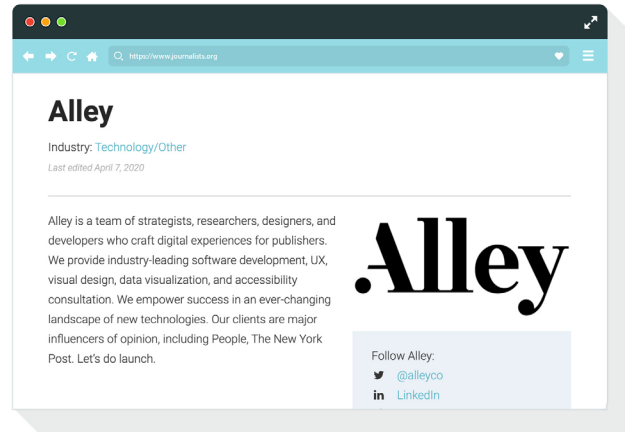 https://www.journalists.org
Alley
Industry: Technology/Other
Last edited April 7, 2020
Alley is a team of strategists, researchers, designers, and
developers who craft digital experiences for publishers.
We provide industry-leading software development, UX,
visual design, data visualization, and accessibility
consultation. We empower success in an ever-changing
landscape of new technologies. Our clients are major
influencers of opinion, including People, The New York
Post. Let’s do launch.
Alley
Follow Alley:
@alleyco
in LinkedIn